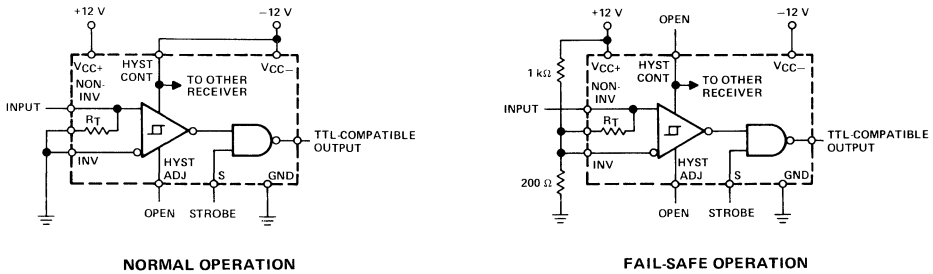 +12 V
−12 V
VCC+
HYST
CONT
VCC−
NON-
INV
TO OTHER
RECEIVER
INPUT
RT
INV
HYST
ADJ
S
GND
TTL-COMPATIBLE
OUTPUT
OPEN
STROBE
NORMAL OPERATION
+12 V
OPEN
−12 V
1 kΩ
VCC+
HYST
CONT
VCC−
NON-
INV
TO OTHER
RECEIVER
INPUT
RT
INV
HYST
ADJ
S
GND
TTL-COMPATIBLE
OUTPUT
200 Ω
OPEN
STROBE
FAIL-SAFE OPERATION